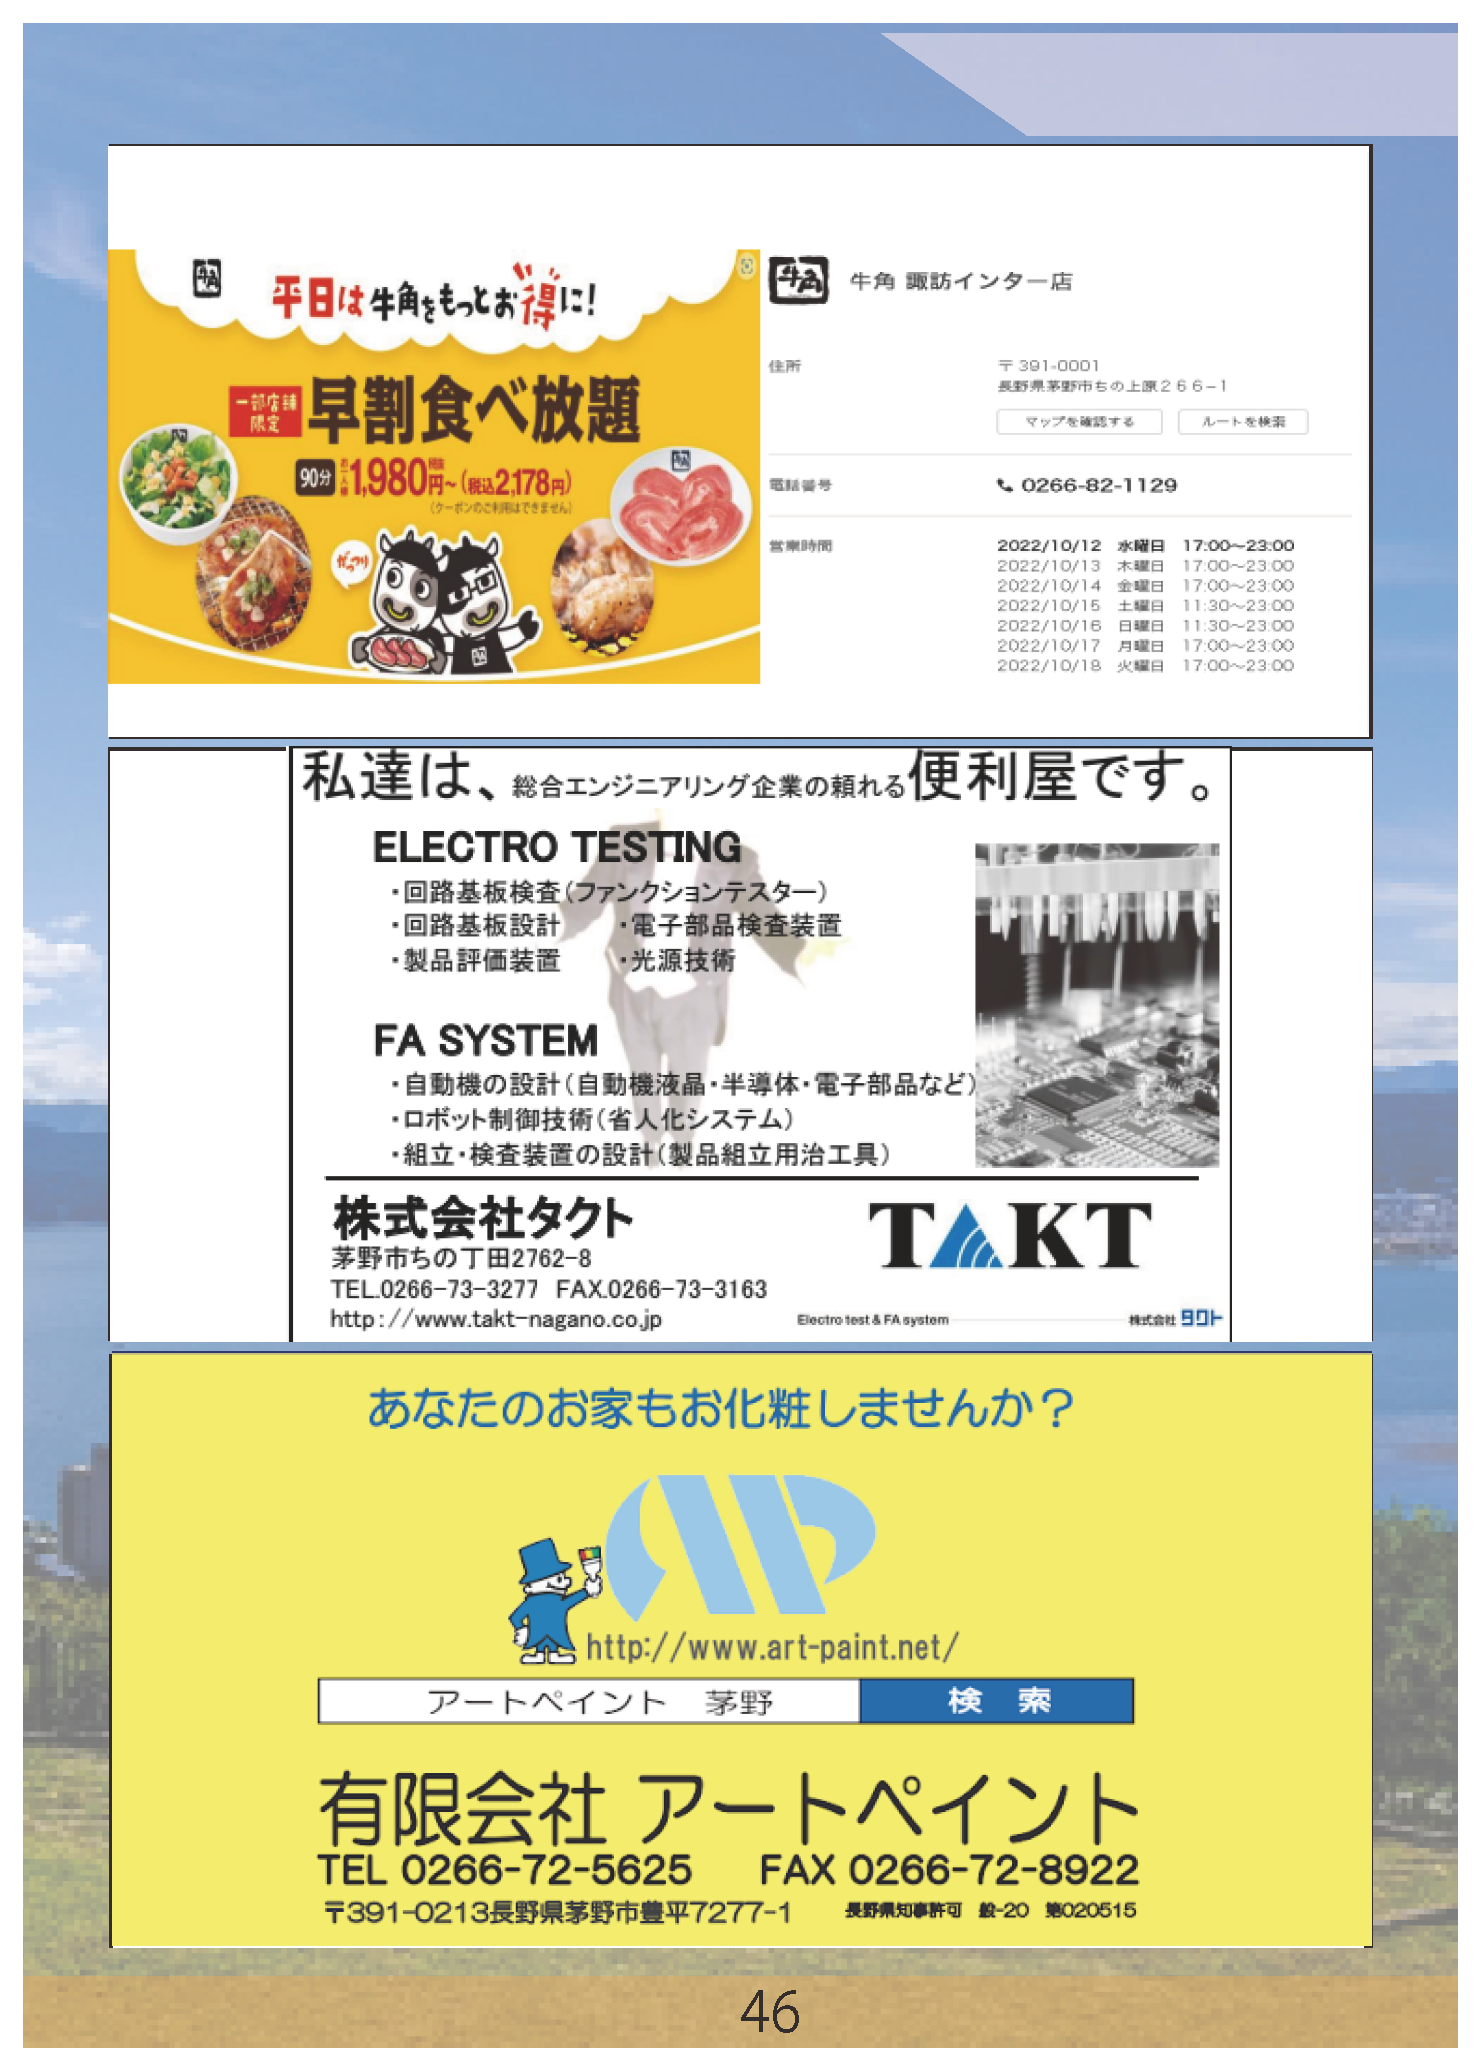 牛角
平日は牛角をもっとお得に!
一部店舗
限定
早割食べ放題
90分 お一人様 1,980税抜円~(税込2,178円)
(クーポンのご利用はできません)
がっつり
牛角 諏訪インター店
住所
〒391-0001
長野県茅野市ちの上原266-1
マップを確認する ルートを検索
電話番号 0266-82-1129
営業時間
2022/10/12 水曜日 17:00~23:00
2022/10/13 木曜日 17:00~23:00
2022/10/14 金曜日 17:00~23:00
2022/10/15 土曜日 11:30~23:00
2022/10/16 日曜日 11:30~23:00
2022/10/17 月曜日 17:00~23:00
2022/10/18 火曜日 17:00~23:00
私達は、総合エンジニアリング企業の頼れる便利屋です。
ELECTRO TESTING
・回路基板検査(ファンクションテスター)
・回路基板設計 ・電子部品検査装置
・製品評価装置 ・光源技術
FA SYSTEM
・自動機の設計(自動機液晶・半導体・電子部品など)
・ロボット制御技術(省人化システム)
・組立・検査装置の設計(製品組立用治工具)
株式会社タクト
茅野市ちの丁田2762-8
TEL.0266-73-3277 FAX.0266-73-3163
http://www.takt-nagano.co.jp
TAKT
Electro test & FA system 株式会社 タクト
あなたのお家もお化粧しませんか?
AP
http://www.art-paint.net/
アートペイント 茅野 検 索
有限会社 アートペイント
TEL 0266-72-5625 FAX 0266-72-8922
〒391-0213長野県茅野市豊平7277-1 長野県知事許可 般-20 第020515
46